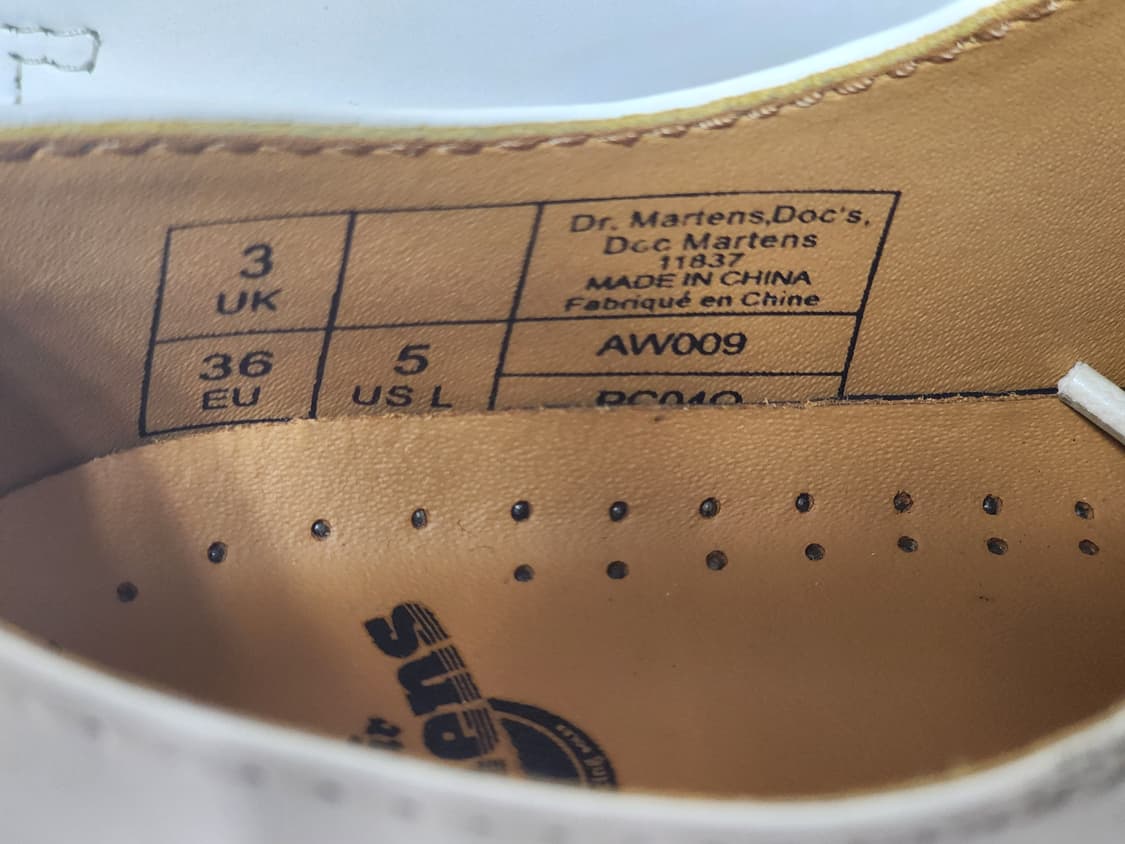 3
UK
Dr. Martens,Doc's,
Doc Martens
11837
MADE IN CHINA
Fabriqué en Chine
36
EU
5
US L
AW009
ens